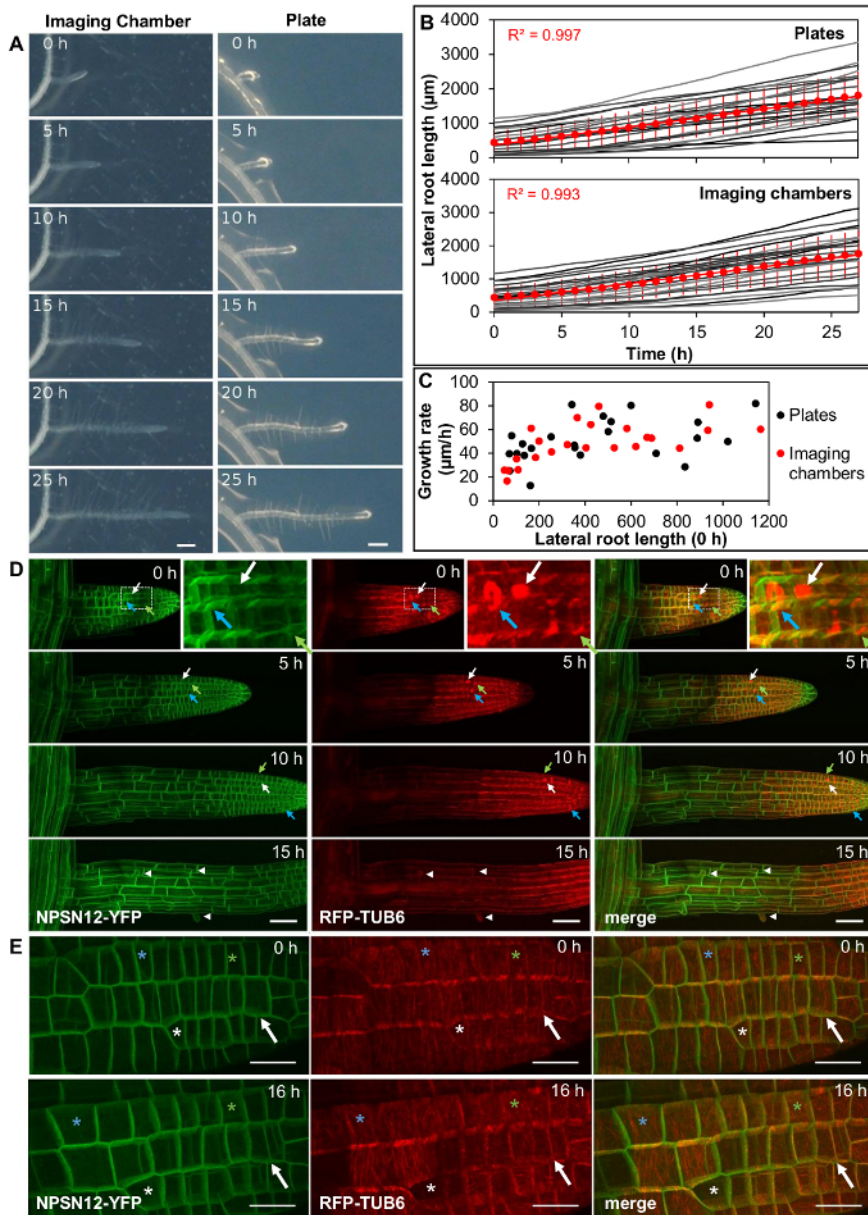 Imaging Chamber
Plate
A
0 h
0 h
5 h
5 h
10 h
10 h
15 h
15 h
20 h
20 h
25 h
25 h
B
4000
R² = 0.997
Plates
3000
2000
1000
0
4000
R² = 0.993
Imaging chambers
3000
2000
1000
0
0
5
10
15
20
25
Lateral root length (µm)
Time (h)
C
100
80
60
40
20
0
0
200
400
600
800
1000
1200
Growth rate
(µm/h)
Lateral root length (0 h)
Plates
Imaging
chambers
D
0 h
0 h
0 h
5 h
5 h
5 h
10 h
10 h
10 h
15 h
15 h
15 h
NPSN12-YFP
RFP-TUB6
merge
E
0 h
0 h
0 h
*
*
*
*
*
*
*
*
*
16 h
16 h
16 h
*
*
*
*
*
*
*
*
*
NPSN12-YFP
RFP-TUB6
merge